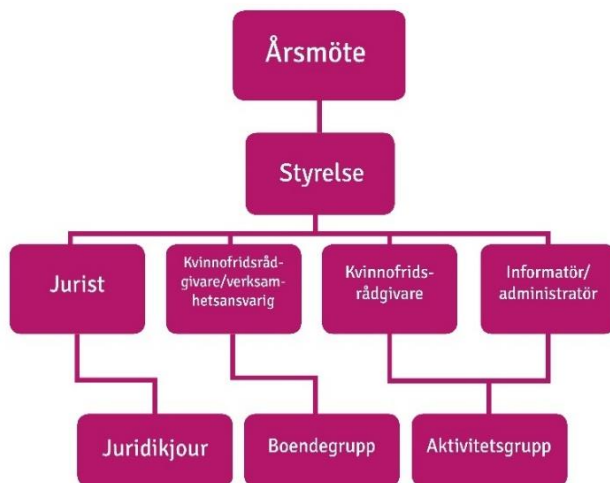 Årsmöte
Styrelse
Jurist
Kvinnofridsråd-
givare/verksam-
hetsansvarig
Kvinnofrids-
rådgivare
Informatör/
administratör
Juridikjour
Boendegrupp
Aktivitetsgrupp